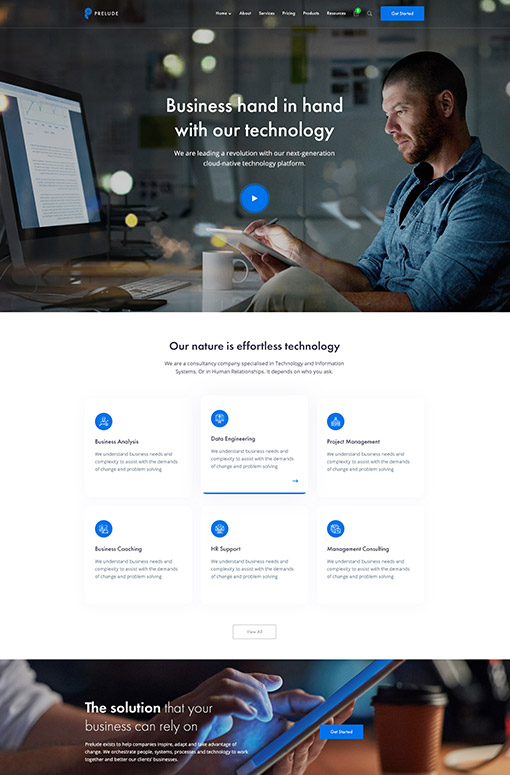 PRELUDE
Home About Services Pricing Products Resources
Get Started
Business hand in hand
with our technology
We are leading a revolution with our next-generation
cloud-native technology platform.
Our nature is effortless technology
We are a consultancy company specialised in Technology and Information
Systems. Or in Human Relationships. It depends on who you ask.
Business Analysis
We understand business needs and
complexity to assist with the demands
of change and problem solving
Data Engineering
We understand business needs and
complexity to assist with the demands
of change and problem solving
Project Management
We understand business needs and
complexity to assist with the demands
of change and problem solving
Business Coaching
We understand business needs and
complexity to assist with the demands
of change and problem solving
HR Support
We understand business needs and
complexity to assist with the demands
of change and problem solving
Management Consulting
We understand business needs and
complexity to assist with the demands
of change and problem solving
View All
The solution that your
business can rely on
Prelude exists to help companies inspire, adapt and take advantage of
change. We orchestrate people, systems, processes and technology to work
together and better our clients' businesses.
Get Started